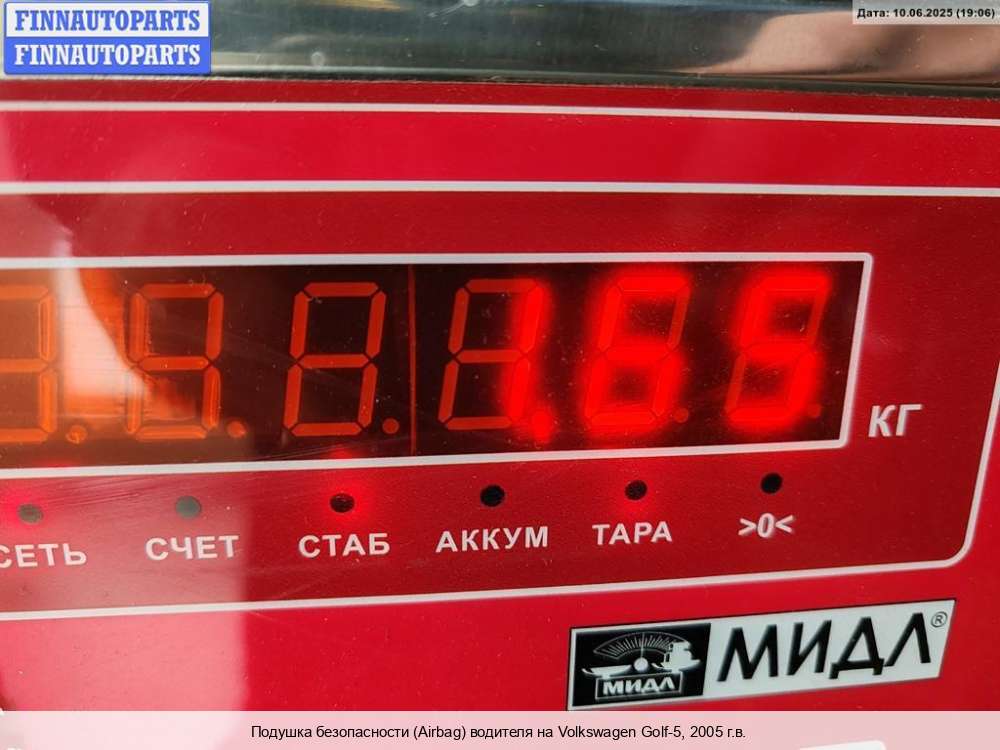 FINNAUTOPARTS
FINNAUTOPARTS
Дата: 10.06.2025 (19:06)
1.65
КГ
СЕТЬ СЧЕТ СТАБ АККУМ ТАРА >0<
МИДЛ МИДЛ®
Подушка безопасности (Airbag) водителя на Volkswagen Golf-5, 2005 г.в.